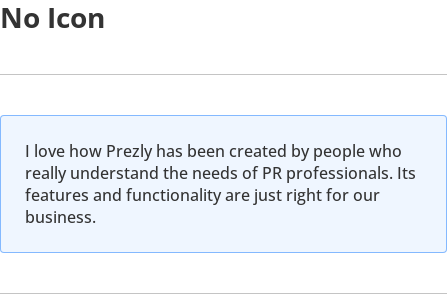 No Icon
I love how Prezly has been created by people who
really understand the needs of PR professionals. Its
features and functionality are just right for our
business.